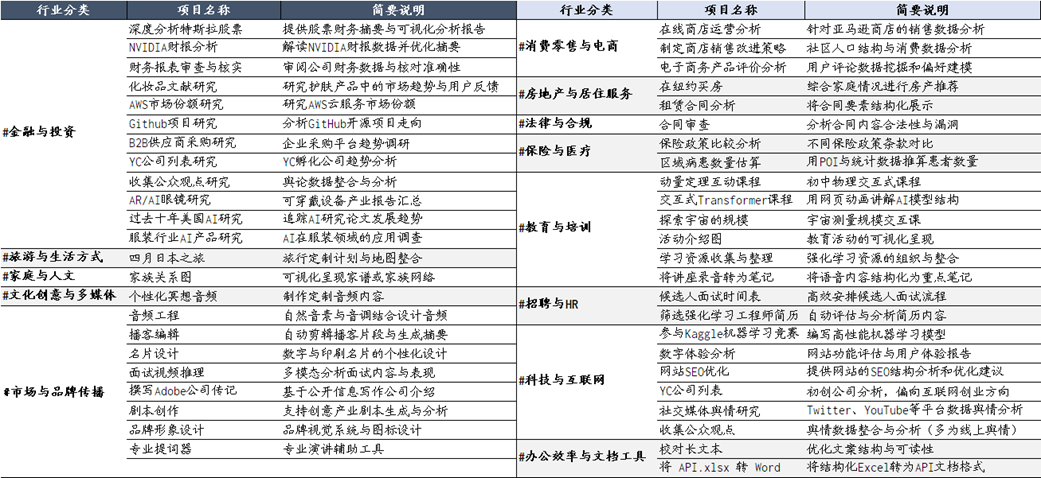 行业分类 项目名称 简要说明
深度分析特斯拉股票 提供股票财务摘要与可视化分析报告
NVIDIA财报分析 解读NVIDIA财报数据并优化摘要
财务报表审查与核实 审阅公司财务数据与核对准确性
化妆品文献研究 研究护肤产品中的市场趋势与用户反馈
AWS市场份额研究 研究AWS云服务市场份额
#金融与投资
Github项目研究 分析GitHub开源项目走向
B2B供应商采购研究 企业采购平台趋势调研
YC公司列表研究 YC孵化公司趋势分析
收集公众观点研究 舆论数据整合与分析
AR/AI眼镜研究 可穿戴设备产业报告汇总
过去十年美国AI研究 追踪AI研究论文发展趋势
服装行业AI产品研究 AI在服装领域的应用调查
#旅游与生活方式 四月日本之旅 旅行定制计划与地图整合
#家庭与人文 家族关系图 可视化呈现家谱或家族网络
#文化创意与多媒体 个性化冥想音频 制作定制音频内容
音频工程 自然音素与音调结合设计音频
播客编辑 自动剪辑播客片段与生成摘要
名片设计 数字与印刷名片的个性化设计
面试视频推理 多模态分析面试内容与表现
#市场与品牌传播
撰写Adobe公司传记 基于公开信息写作公司介绍
剧本创作 支持创意产业剧本生成与分析
品牌形象设计 品牌视觉系统与图标设计
专业提词器 专业演讲辅助工具
行业分类 项目名称 简要说明
在线商店运营分析 针对亚马逊商店的销售数据分析
#消费零售与电商 制定商店销售改进策略 社区人口结构与消费数据分析
电子商务产品评价分析 用户评论数据挖掘和偏好建模
#房地产与居住服务
在纽约买房 综合家庭情况进行房产推荐
租赁合同分析 将合同要素结构化展示
#法律与合规 合同审查 分析合同内容合法性与漏洞
#保险与医疗
保险政策比较分析 不同保险政策条款对比
区域病患数量估算 用POI与统计数据推算患者数量
动量定理互动课程 初中物理交互式课程
交互式Transformer课程 用网页动画讲解AI模型结构
#教育与培训
探索宇宙的规模 宇宙测量规模交互课
活动介绍图 教育活动的可视化呈现
学习资源收集与整理 强化学习资源的组织与整合
将讲座录音转为笔记 将语音内容结构化为重点笔记
#招聘与HR
候选人面试时间表 高效安排候选人面试流程
筛选强化学习工程师简历 自动评估与分析简历内容
参与Kaggle机器学习竞赛 编写高性能机器学习模型
数字体验分析 网站功能评估与用户体验报告
#科技与互联网
网站SEO优化 提供网站的SEO结构分析和优化建议
YC公司列表 初创公司分析，偏向互联网创业方向
社交媒体舆情研究 Twitter、YouTube等平台数据舆情分析
收集公众观点 舆情数据整合与分析（多为线上舆情）
#办公效率与文档工具
校对长文本 优化文案结构与可读性
将 API.xlsx 转 Word 将结构化Excel转为API文档格式